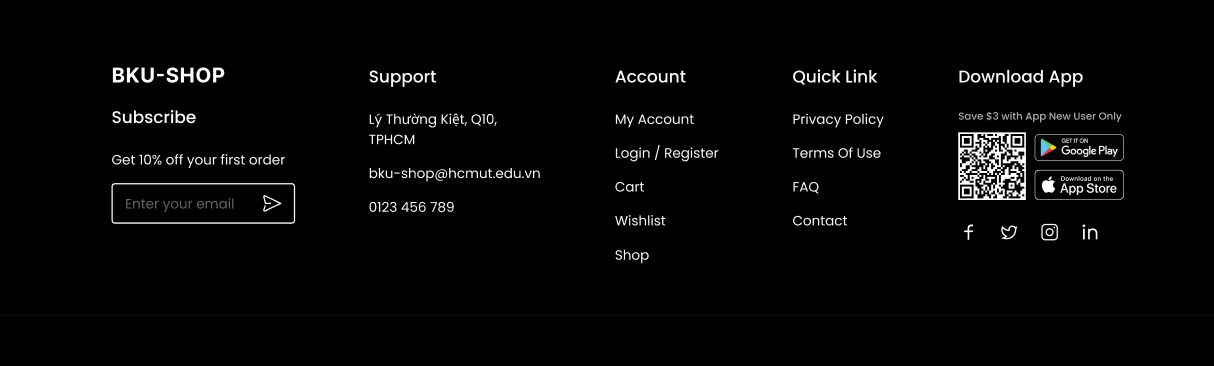 BKU-SHOP
Subscribe
Get 10% off your first order
Enter your email
Support
Lý Thường Kiệt, Q10,
TPHCM
bku-shop@hcmut.edu.vn
0123 456 789
Account
My Account
Login / Register
Cart
Wishlist
Shop
Quick Link
Privacy Policy
Terms Of Use
FAQ
Contact
Download App
Save $3 with App New User Only
GET IT ON
Google Play
Download on the
App Store